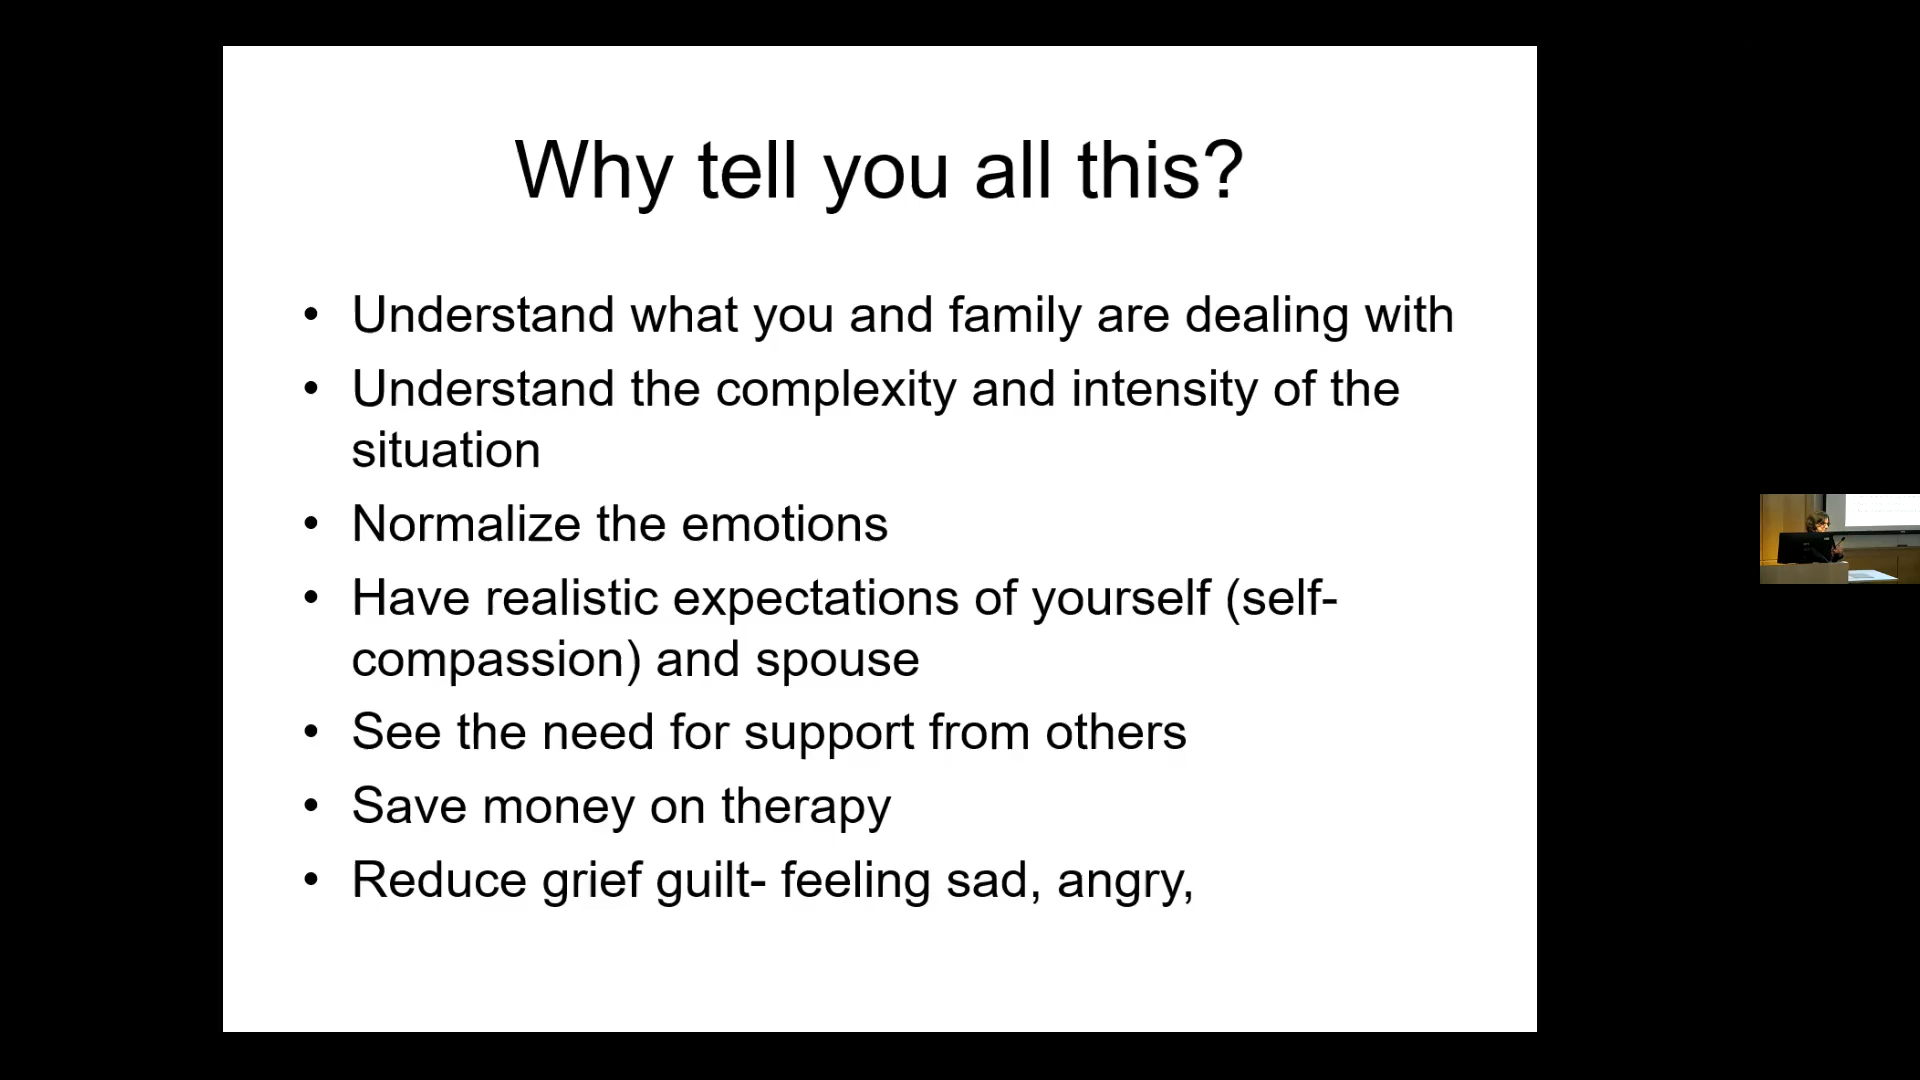 Why tell you all this?
• Understand what you and family are dealing with
• Understand the complexity and intensity of the
situation
• Normalize the emotions
• Have realistic expectations of yourself (self-
compassion) and spouse
• See the need for support from others
• Save money on therapy
• Reduce grief guilt- feeling sad, angry,